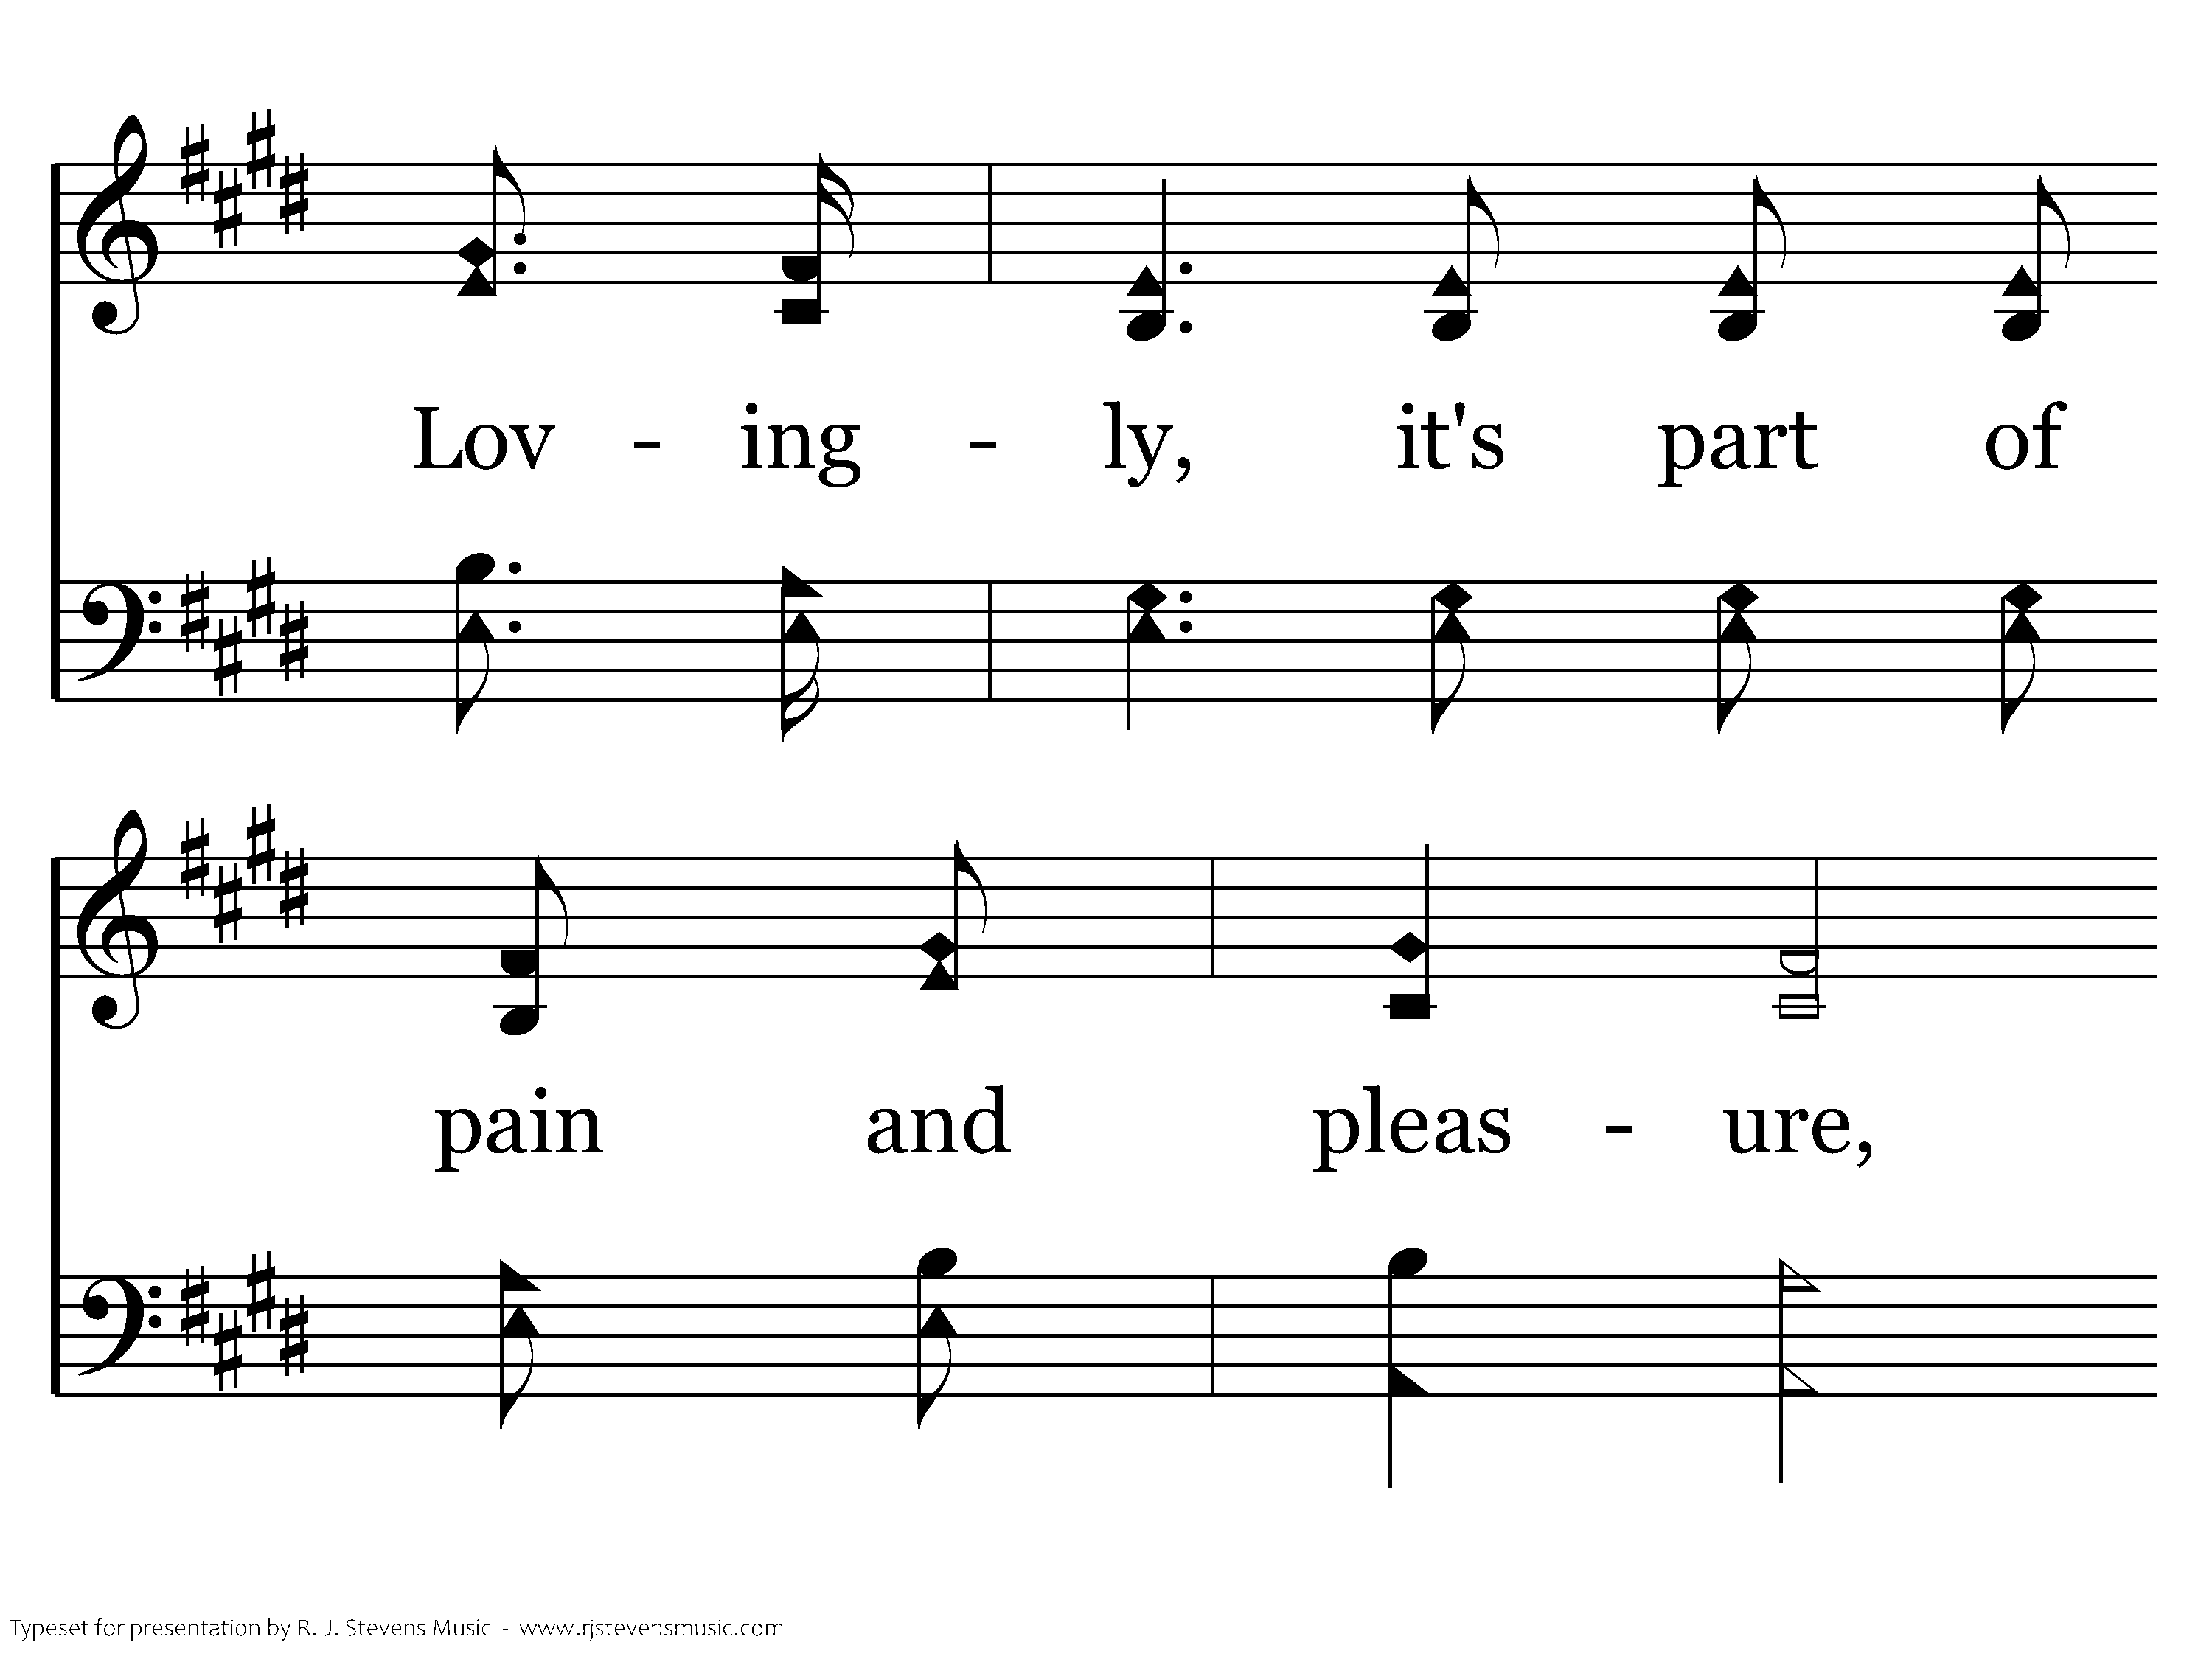 Lov - ing - ly, it's part of
pain and pleas - ure,
Typeset for presentation by R. J. Stevens Music - www.rjstevensmusic.com